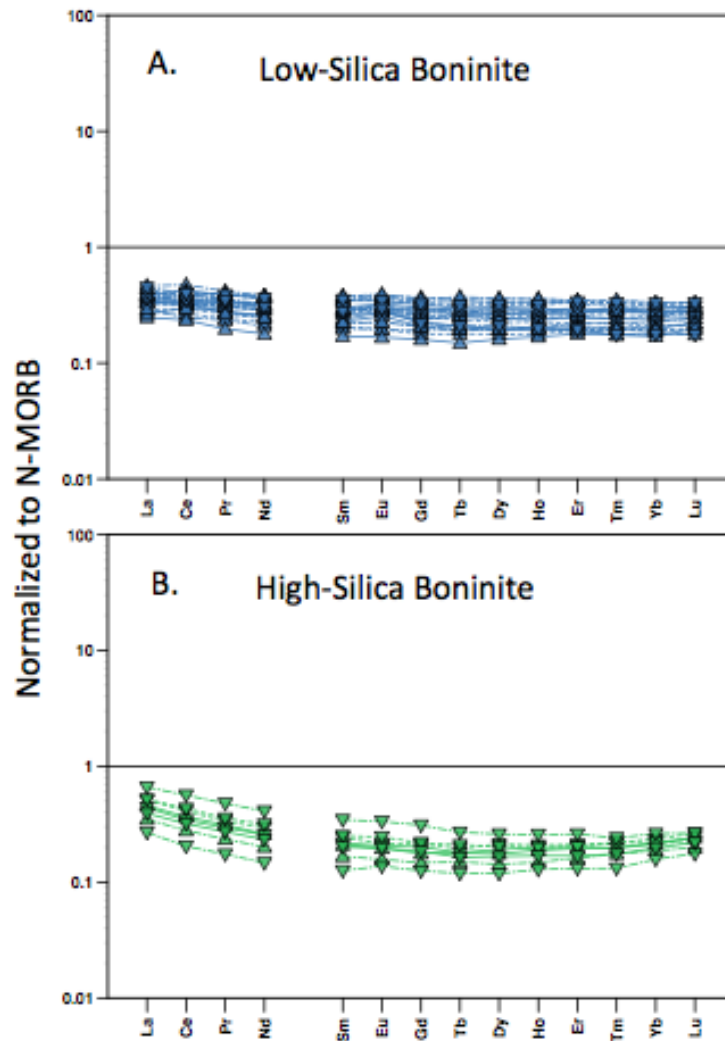 Normalized to N-MORB
A. Low-Silica Boninite
100
10
1
0.1
0.01
La Ce Pr Nd Sm Eu Gd Tb Dy Ho Er Tm Yb Lu
B. High-Silica Boninite
100
10
1
0.1
0.01
La Ce Pr Nd Sm Eu Gd Tb Dy Ho Er Tm Yb Lu